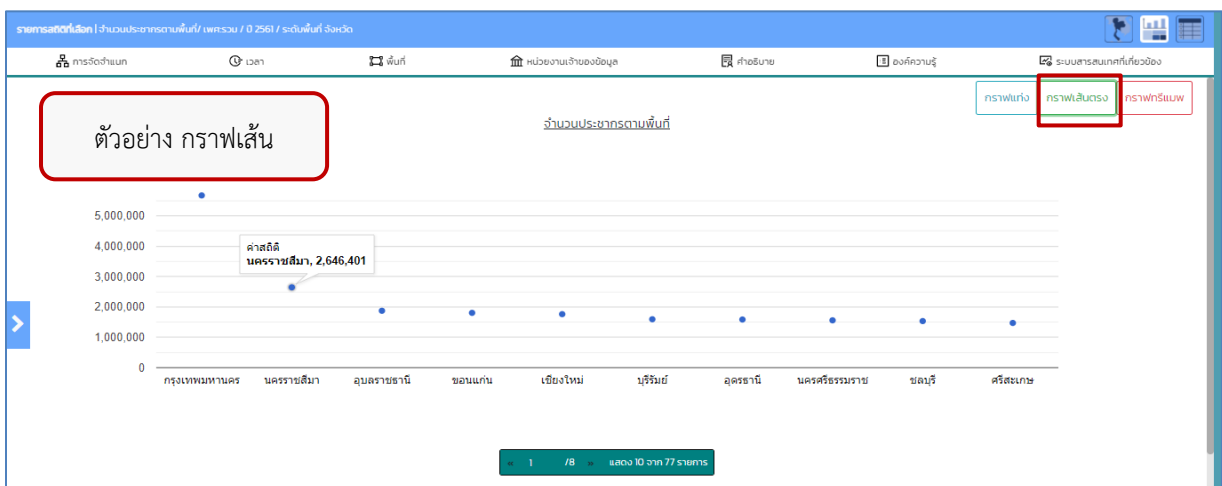 รายการสถิติที่เลือก | จำนวนประชากรตามพื้นที่/ เพศ:รวม / ปี 2561 / ระดับพื้นที่ จังหวัด
การจัดจำแนก เวลา พื้นที่ หน่วยงานเจ้าของข้อมูล คำอธิบาย องค์ความรู้ ระบบสารสนเทศที่เกี่ยวข้อง
กราฟแท่ง กราฟเส้นตรง กราฟทรีแมพ
ตัวอย่าง กราฟเส้น
จำนวนประชากรตามพื้นที่
5,000,000
4,000,000
ค่าสถิติ
นครราชสีมา, 2,646,401
3,000,000
2,000,000
1,000,000
0
กรุงเทพมหานคร นครราชสีมา อุบลราชธานี ขอนแก่น เชียงใหม่ บุรีรัมย์ อุดรธานี นครศรีธรรมราช ชลบุรี ศรีสะเกษ
« 1 /8 » แสดง 10 จาก 77 รายการ